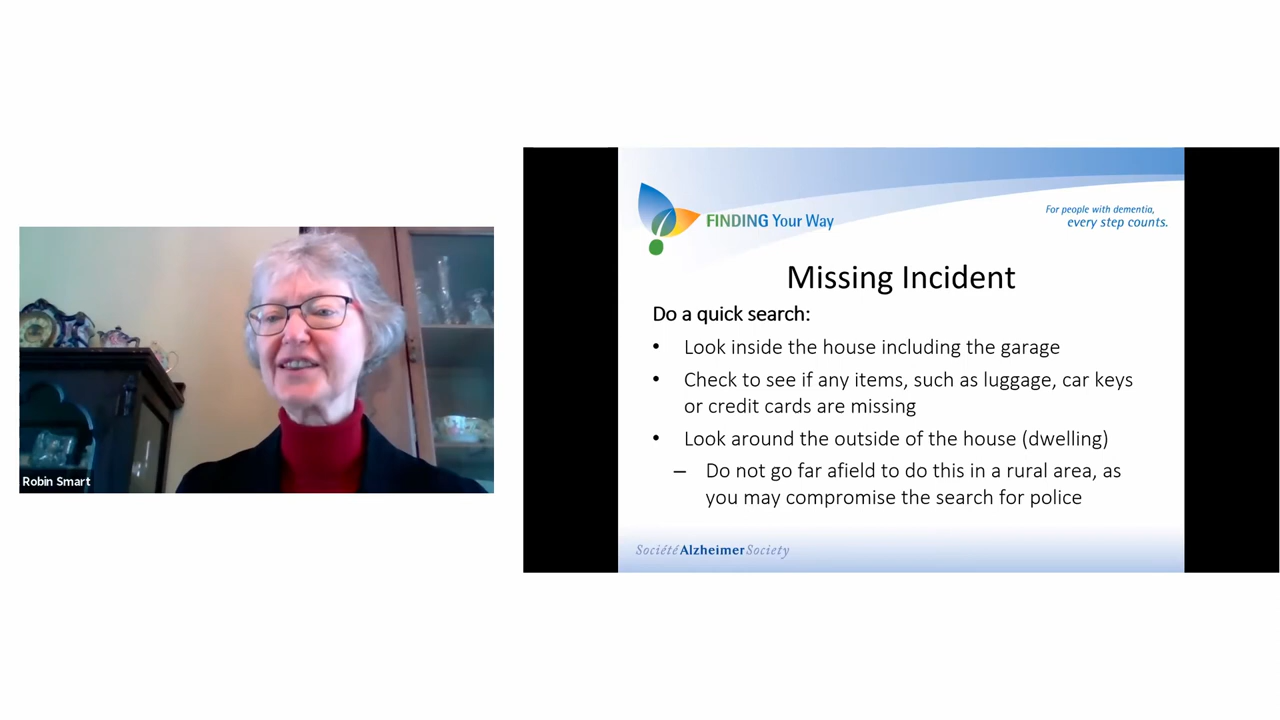 Robin Smart
FINDING Your Way
For people with dementia,
every step counts.
Missing Incident
Do a quick search:
• Look inside the house including the garage
• Check to see if any items, such as luggage, car keys
or credit cards are missing
• Look around the outside of the house (dwelling)
– Do not go far afield to do this in a rural area, as
you may compromise the search for police
Société Alzheimer Society